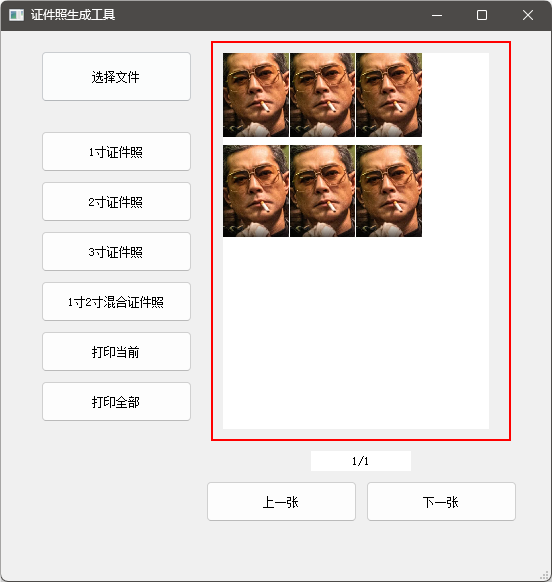 证件照生成工具
选择文件
1寸证件照
2寸证件照
3寸证件照
1寸2寸混合证件照
打印当前
打印全部
1/1
上一张
下一张